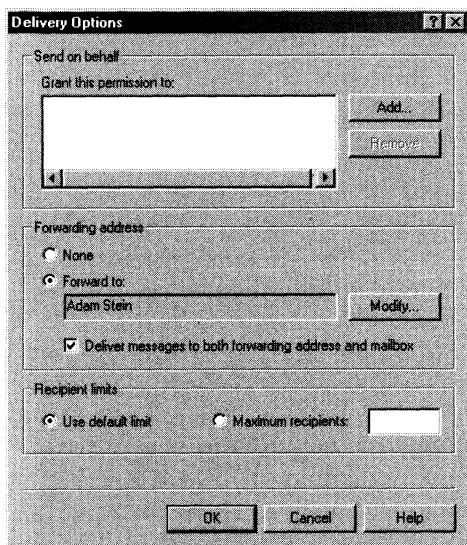 Delivery Options
Send on behalf
Grant this permission to:
Add...
Remove
Forwarding address
None
Forward to:
Adam Stein
Modify...
Deliver messages to both forwarding address and mailbox
Recipient limits
Use default limit
Maximum recipients:
OK
Cancel
Help